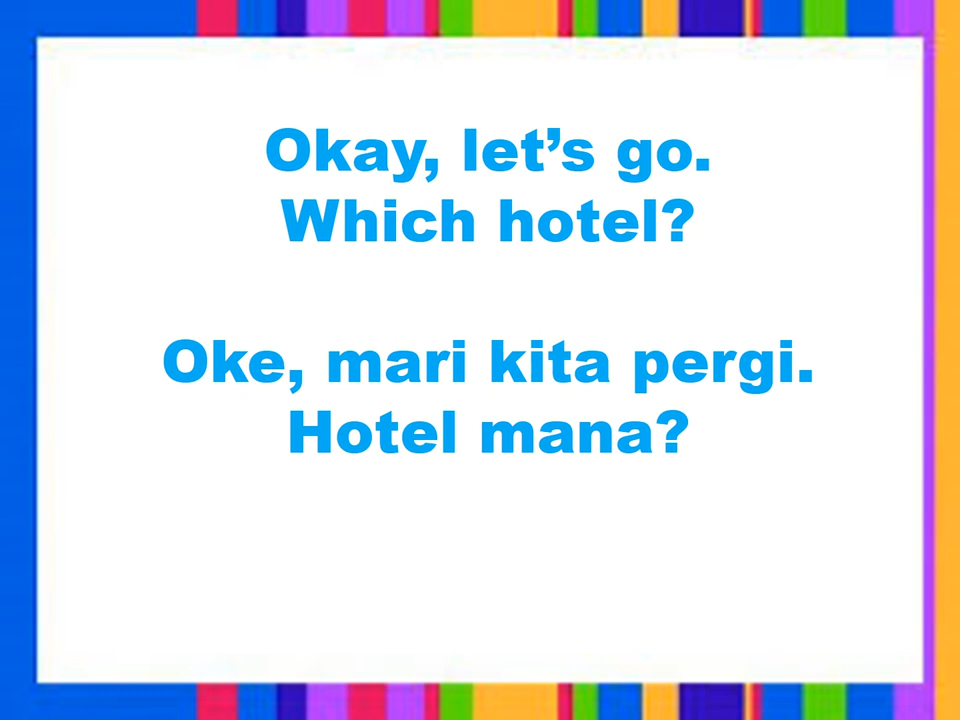 Okay, let’s go.
Which hotel?
Oke, mari kita pergi.
Hotel mana?